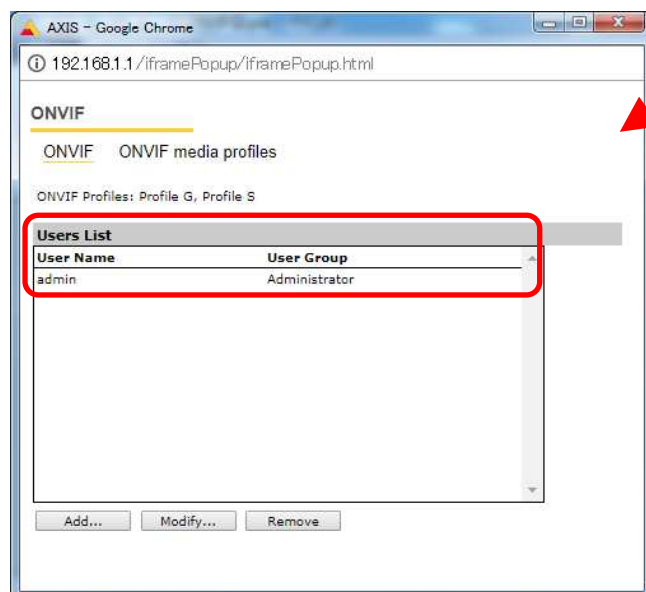 AXIS - Google Chrome
192.168.1.1/iframePopup/iframePopup.html
ONVIF
ONVIF ONVIF media profiles
ONVIF Profiles: Profile G, Profile S
Users List
User Name User Group
admin Administrator
Add... Modify... Remove